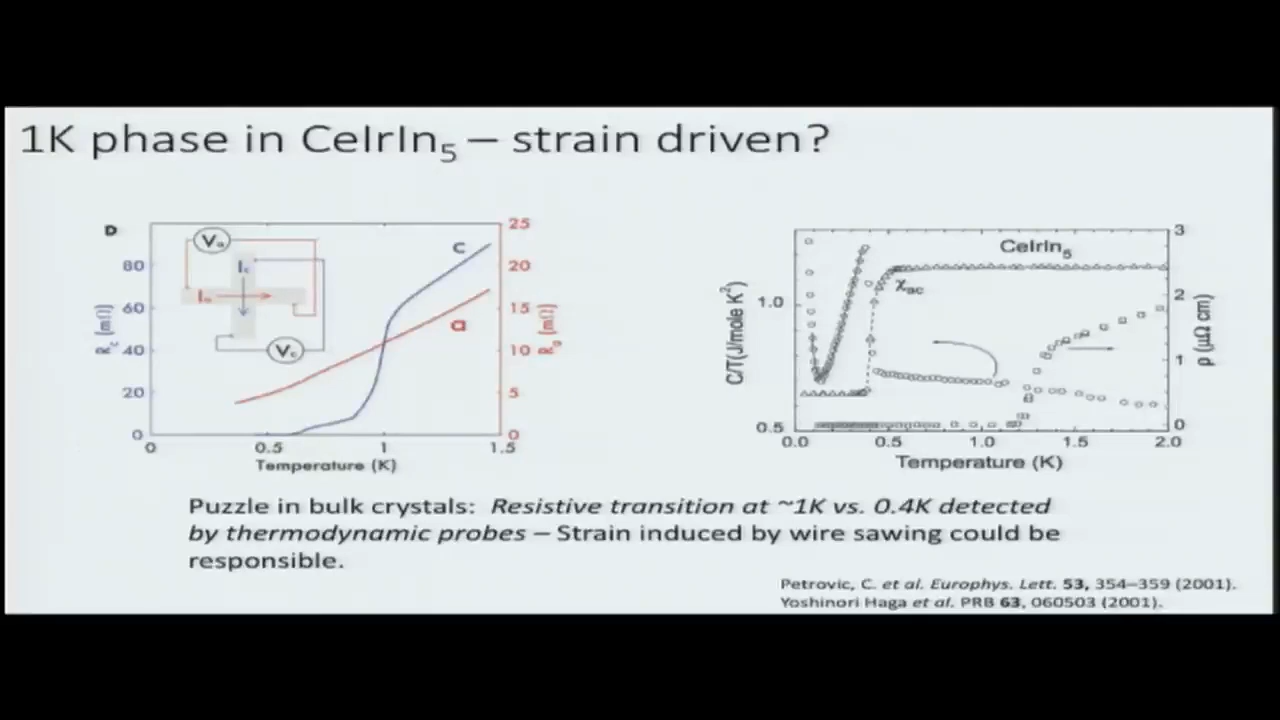 1K phase in CeIrIn5 – strain driven?
D
Va
Ic
Ia
Vc
c
a
80
60
40
20
0
Rc (mΩ)
25
20
15
10
5
0
Ra (mΩ)
0 0.5 1 1.5
Temperature (K)
CeIrIn5
χac
C/T(J/mole K²)
1.0
0.5
3
2
1
0
ρ (μΩ cm)
0.0 0.5 1.0 1.5 2.0
Temperature (K)
Puzzle in bulk crystals: Resistive transition at ~1K vs. 0.4K detected
by thermodynamic probes – Strain induced by wire sawing could be
responsible.
Petrovic, C. et al. Europhys. Lett. 53, 354–359 (2001).
Yoshinori Haga et al. PRB 63, 060503 (2001).